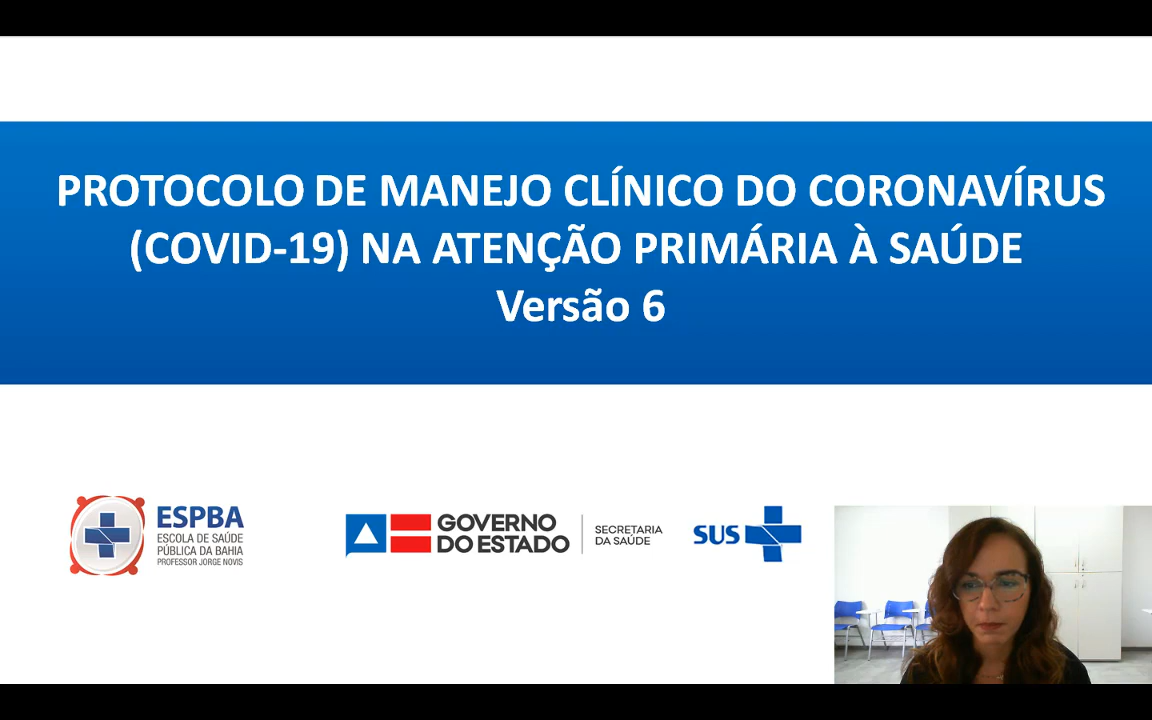 PROTOCOLO DE MANEJO CLÍNICO DO CORONAVÍRUS
(COVID-19) NA ATENÇÃO PRIMÁRIA À SAÚDE
Versão 6
ESPBA
ESCOLA DE SAÚDE
PÚBLICA DA BAHIA
PROFESSOR JORGE NOVIS
GOVERNO
DO ESTADO
SECRETARIA
DA SAÚDE
SUS